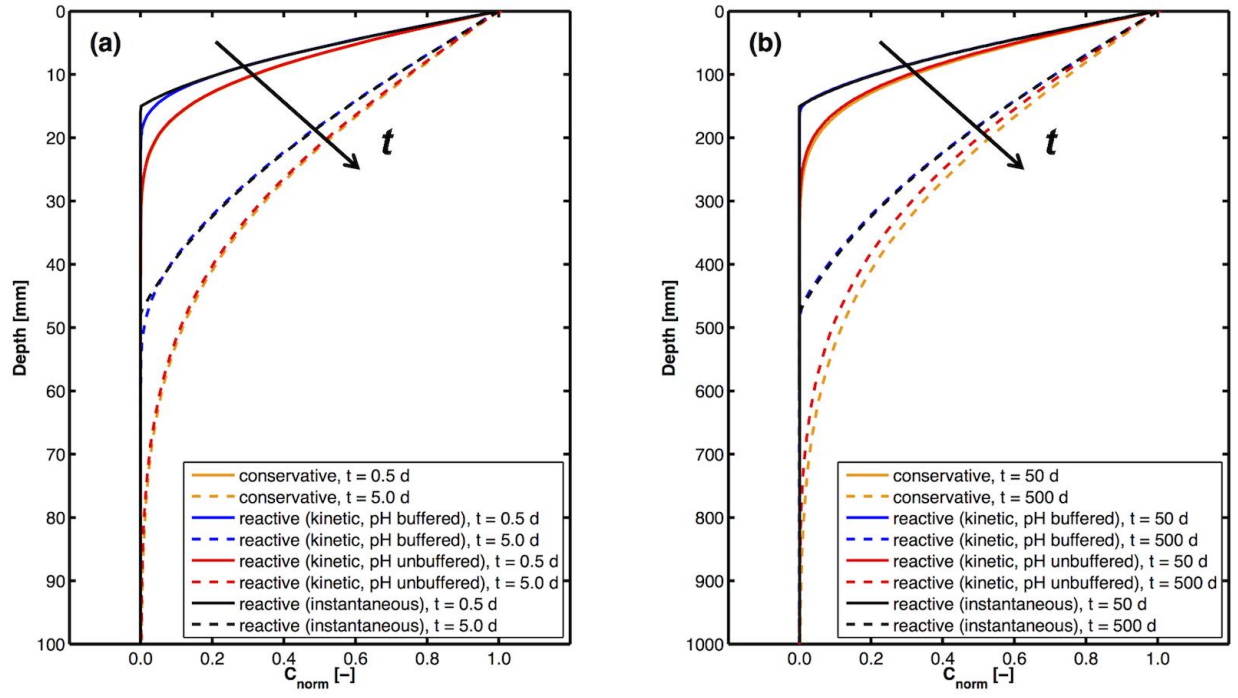 (a)
t
0
10
20
30
40
50
60
70
80
90
100
Depth [mm]
0.0 0.2 0.4 0.6 0.8 1.0
C_norm [–]
conservative, t = 0.5 d
conservative, t = 5.0 d
reactive (kinetic, pH buffered), t = 0.5 d
reactive (kinetic, pH buffered), t = 5.0 d
reactive (kinetic, pH unbuffered), t = 0.5 d
reactive (kinetic, pH unbuffered), t = 5.0 d
reactive (instantaneous), t = 0.5 d
reactive (instantaneous), t = 5.0 d
(b)
t
0
100
200
300
400
500
600
700
800
900
1000
Depth [mm]
0.0 0.2 0.4 0.6 0.8 1.0
C_norm [–]
conservative, t = 50 d
conservative, t = 500 d
reactive (kinetic, pH buffered), t = 50 d
reactive (kinetic, pH buffered), t = 500 d
reactive (kinetic, pH unbuffered), t = 50 d
reactive (kinetic, pH unbuffered), t = 500 d
reactive (instantaneous), t = 50 d
reactive (instantaneous), t = 500 d